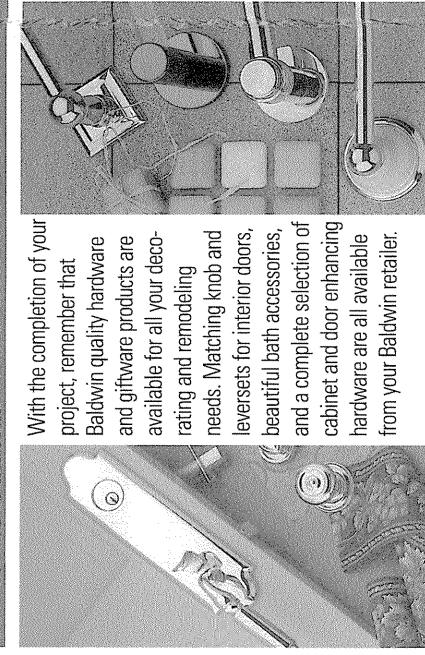 With the completion of your
project, remember that
Baldwin quality hardware
and giftware products are
available for all your deco-
rating and remodeling
needs. Matching knob and
leversets for interior doors,
beautiful bath accessories,
and a complete selection of
cabinet and door enhancing
hardware are all available
from your Baldwin retailer.